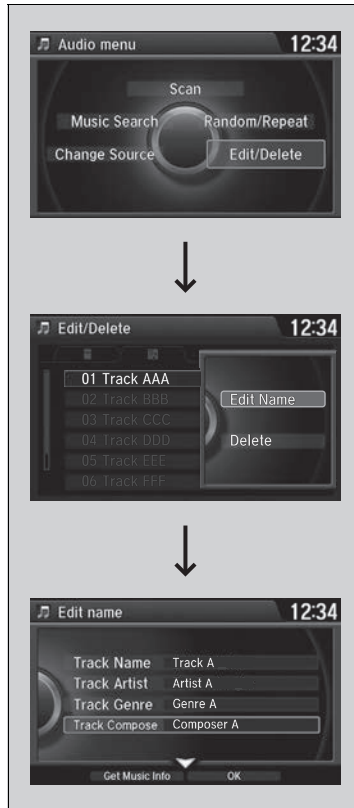 Audio menu 12:34
Scan
Music Search Random/Repeat
Change Source Edit/Delete
Edit/Delete 12:34
01 Track AAA
02 Track BBB Edit Name
03 Track CCC
04 Track DDD Delete
05 Track EEE
06 Track FFF
Edit name 12:34
Track Name Track A
Track Artist Artist A
Track Genre Genre A
Track Compose Composer A
Get Music Info OK